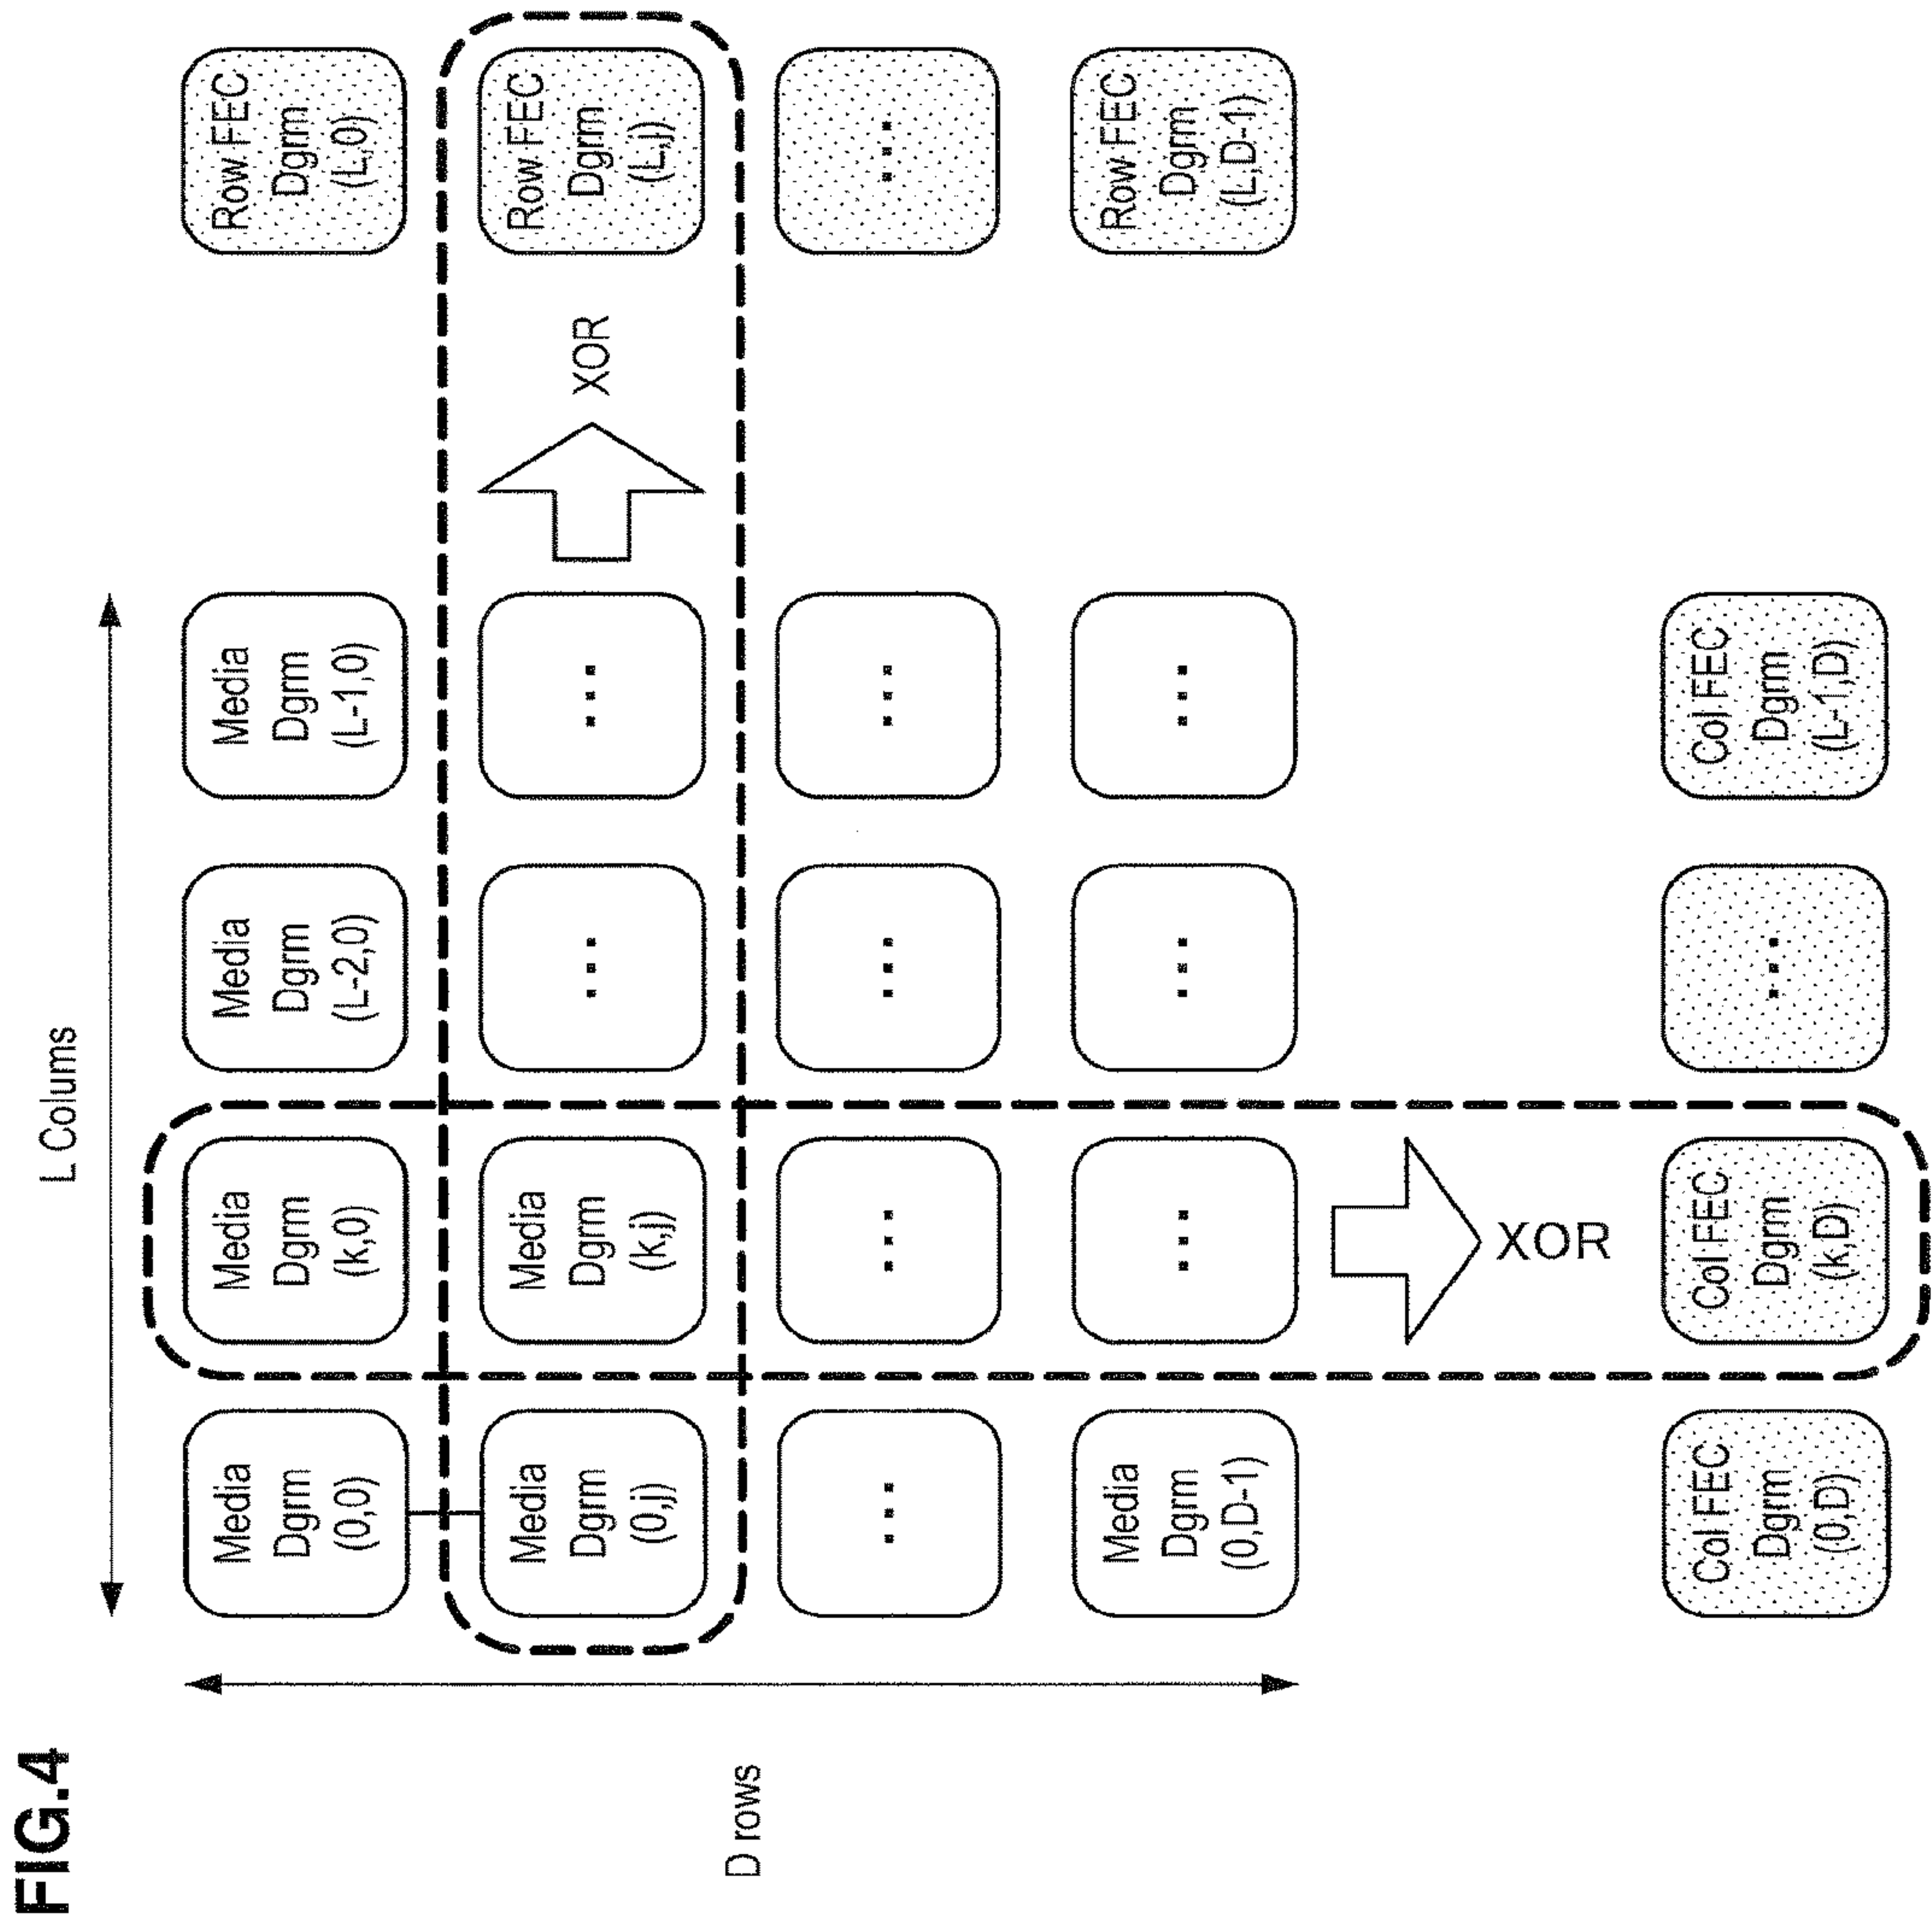 FIG.4
L Colums
Media
Dgrm
(0,0)
Media
Dgrm
(k,0)
Media
Dgrm
(L-2,0)
Media
Dgrm
(L-1,0)
Row FEC
Dgrm
(L,0)
Media
Dgrm
(0,j)
Media
Dgrm
(k,j)
...
...
XOR
Row FEC
Dgrm
(L,j)
D rows
...
...
...
...
...
Media
Dgrm
(0,D-1)
...
...
...
Row FEC
Dgrm
(L,D-1)
XOR
Col FEC
Dgrm
(0,D)
Col FEC
Dgrm
(k,D)
...
Col FEC
Dgrm
(L-1,D)